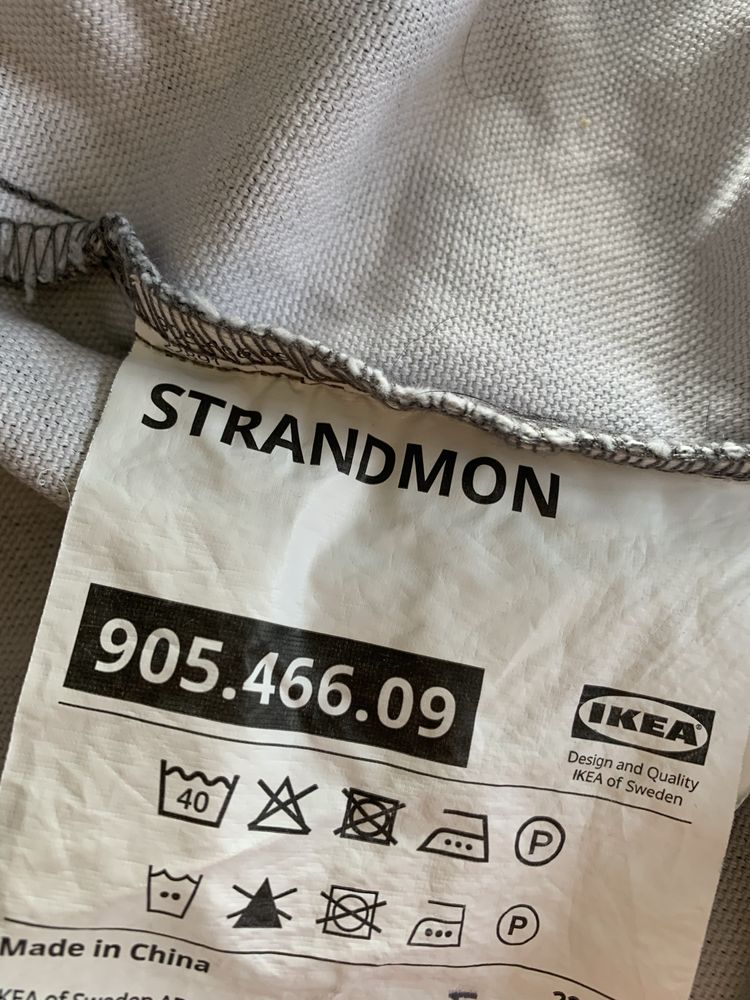 STRANDMON
905.466.09
IKEA
Design and Quality
IKEA of Sweden
40
P
P
Made in China